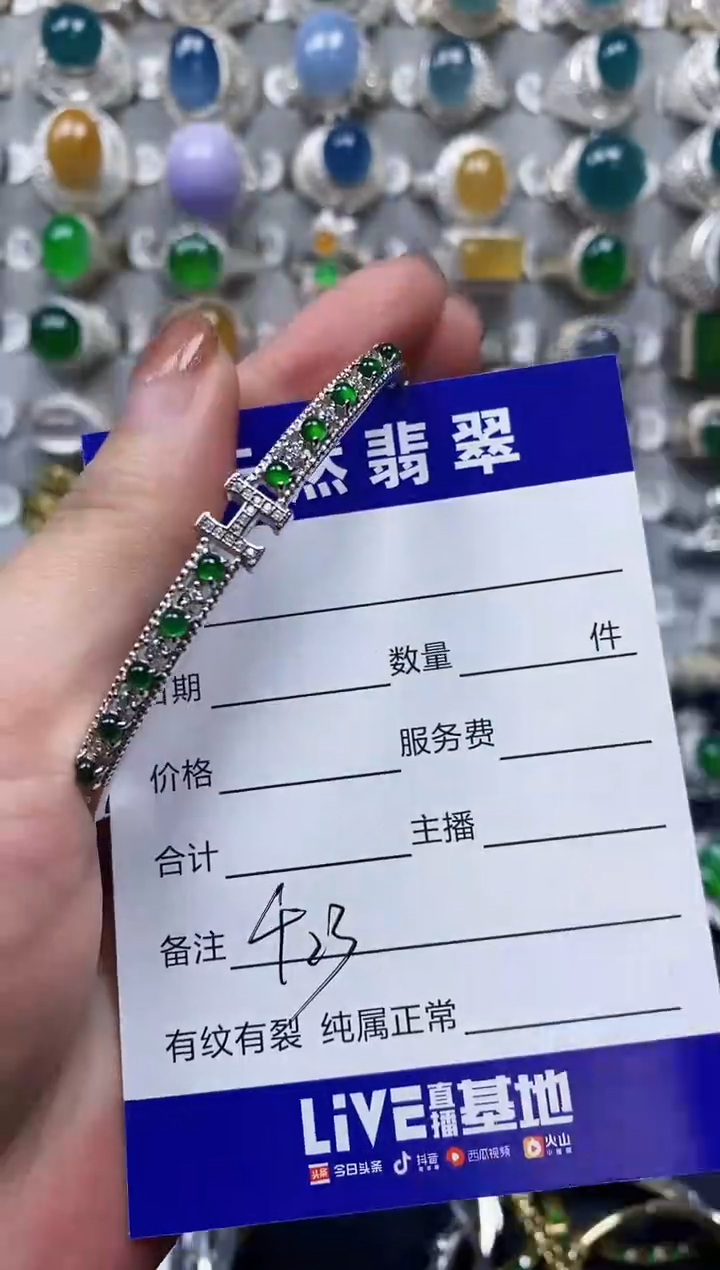 然翡翠
期
数量
件
价格
服务费
合计
主播
备注
有纹有裂 纯属正常
LiVE直播基地
头条 今日头条 抖音 西瓜视频 火山